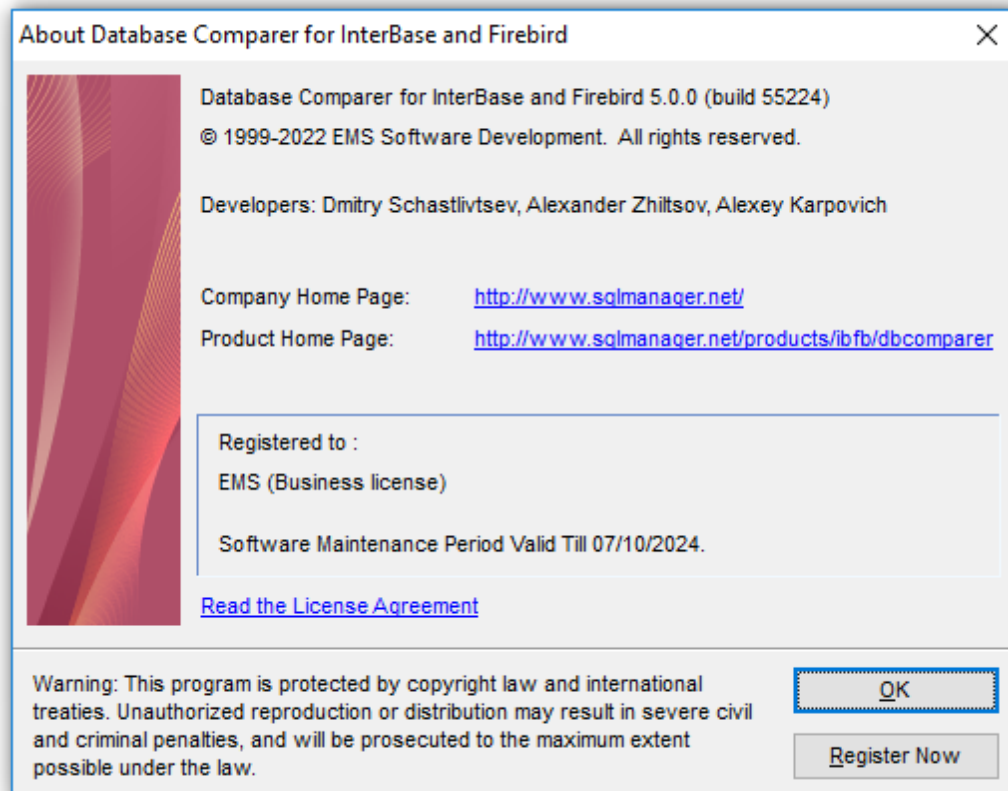 About Database Comparer for InterBase and Firebird
Database Comparer for InterBase and Firebird 5.0.0 (build 55224)
© 1999-2022 EMS Software Development.  All rights reserved.
Developers: Dmitry Schastlivtsev, Alexander Zhiltsov, Alexey Karpovich
Company Home Page: http://www.sqlmanager.net/
Product Home Page: http://www.sqlmanager.net/products/ibfb/dbcomparer
Registered to :
EMS (Business license)
Software Maintenance Period Valid Till 07/10/2024.
Read the License Agreement
Warning: This program is protected by copyright law and international
treaties. Unauthorized reproduction or distribution may result in severe civil
and criminal penalties, and will be prosecuted to the maximum extent
possible under the law.
OK
Register Now